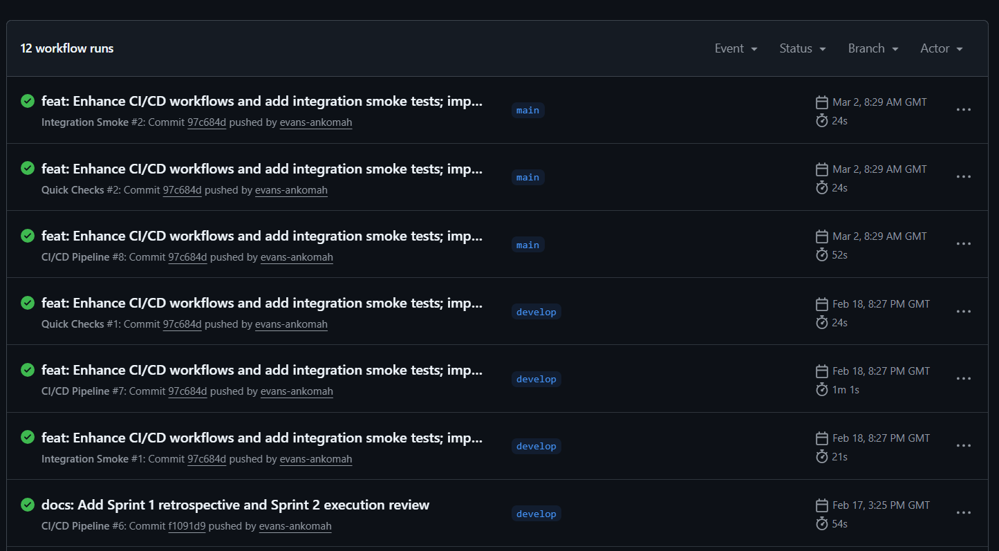 12 workflow runs
Event Status Branch Actor
feat: Enhance CI/CD workflows and add integration smoke tests; imp...
Integration Smoke #2: Commit 97c684d pushed by evans-ankomah
main
Mar 2, 8:29 AM GMT
24s
feat: Enhance CI/CD workflows and add integration smoke tests; imp...
Quick Checks #2: Commit 97c684d pushed by evans-ankomah
main
Mar 2, 8:29 AM GMT
24s
feat: Enhance CI/CD workflows and add integration smoke tests; imp...
CI/CD Pipeline #8: Commit 97c684d pushed by evans-ankomah
main
Mar 2, 8:29 AM GMT
52s
feat: Enhance CI/CD workflows and add integration smoke tests; imp...
Quick Checks #1: Commit 97c684d pushed by evans-ankomah
develop
Feb 18, 8:27 PM GMT
24s
feat: Enhance CI/CD workflows and add integration smoke tests; imp...
CI/CD Pipeline #7: Commit 97c684d pushed by evans-ankomah
develop
Feb 18, 8:27 PM GMT
1m 1s
feat: Enhance CI/CD workflows and add integration smoke tests; imp...
Integration Smoke #1: Commit 97c684d pushed by evans-ankomah
develop
Feb 18, 8:27 PM GMT
21s
docs: Add Sprint 1 retrospective and Sprint 2 execution review
CI/CD Pipeline #6: Commit f1091d9 pushed by evans-ankomah
develop
Feb 17, 3:25 PM GMT
54s